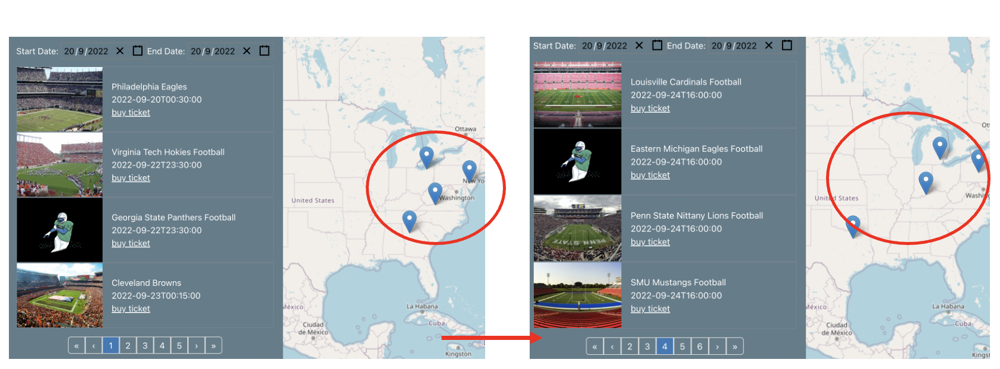 Start Date: 20/9/2022 End Date: 20/9/2022
Philadelphia Eagles
2022-09-20T00:30:00
buy ticket
Virginia Tech Hokies Football
2022-09-22T23:30:00
buy ticket
Georgia State Panthers Football
2022-09-22T23:30:00
buy ticket
Cleveland Browns
2022-09-23T00:15:00
buy ticket
« ‹ 1 2 3 4 5 › »
Ottawa
New Yo
Washington
United States
México
La Habana
Ciudad
de México
Cuba
Kingston
Start Date: 20/9/2022 End Date: 20/9/2022
Louisville Cardinals Football
2022-09-24T16:00:00
buy ticket
Eastern Michigan Eagles Football
2022-09-24T16:00:00
buy ticket
Penn State Nittany Lions Football
2022-09-24T16:00:00
buy ticket
PENN STATE
SMU Mustangs Football
2022-09-24T16:00:00
buy ticket
« ‹ 2 3 4 5 6 › »
Ot
Washin
United States
México
La Habana
Ciudad
de México
Cuba
Kings